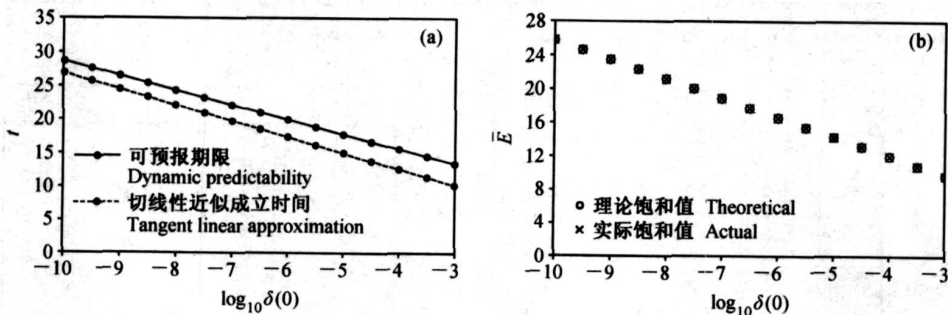 35
30
25
20
15
10
5
0
t
(a)
可预报期限
Dynamic predictability
切线性近似成立时间
Tangent linear approximation
−10 −9 −8 −7 −6 −5 −4 −3
log₁₀δ(0)
28
24
20
16
12
8
4
0
E̅
(b)
理论饱和值 Theoretical
实际饱和值 Actual
−10 −9 −8 −7 −6 −5 −4 −3
log₁₀δ(0)